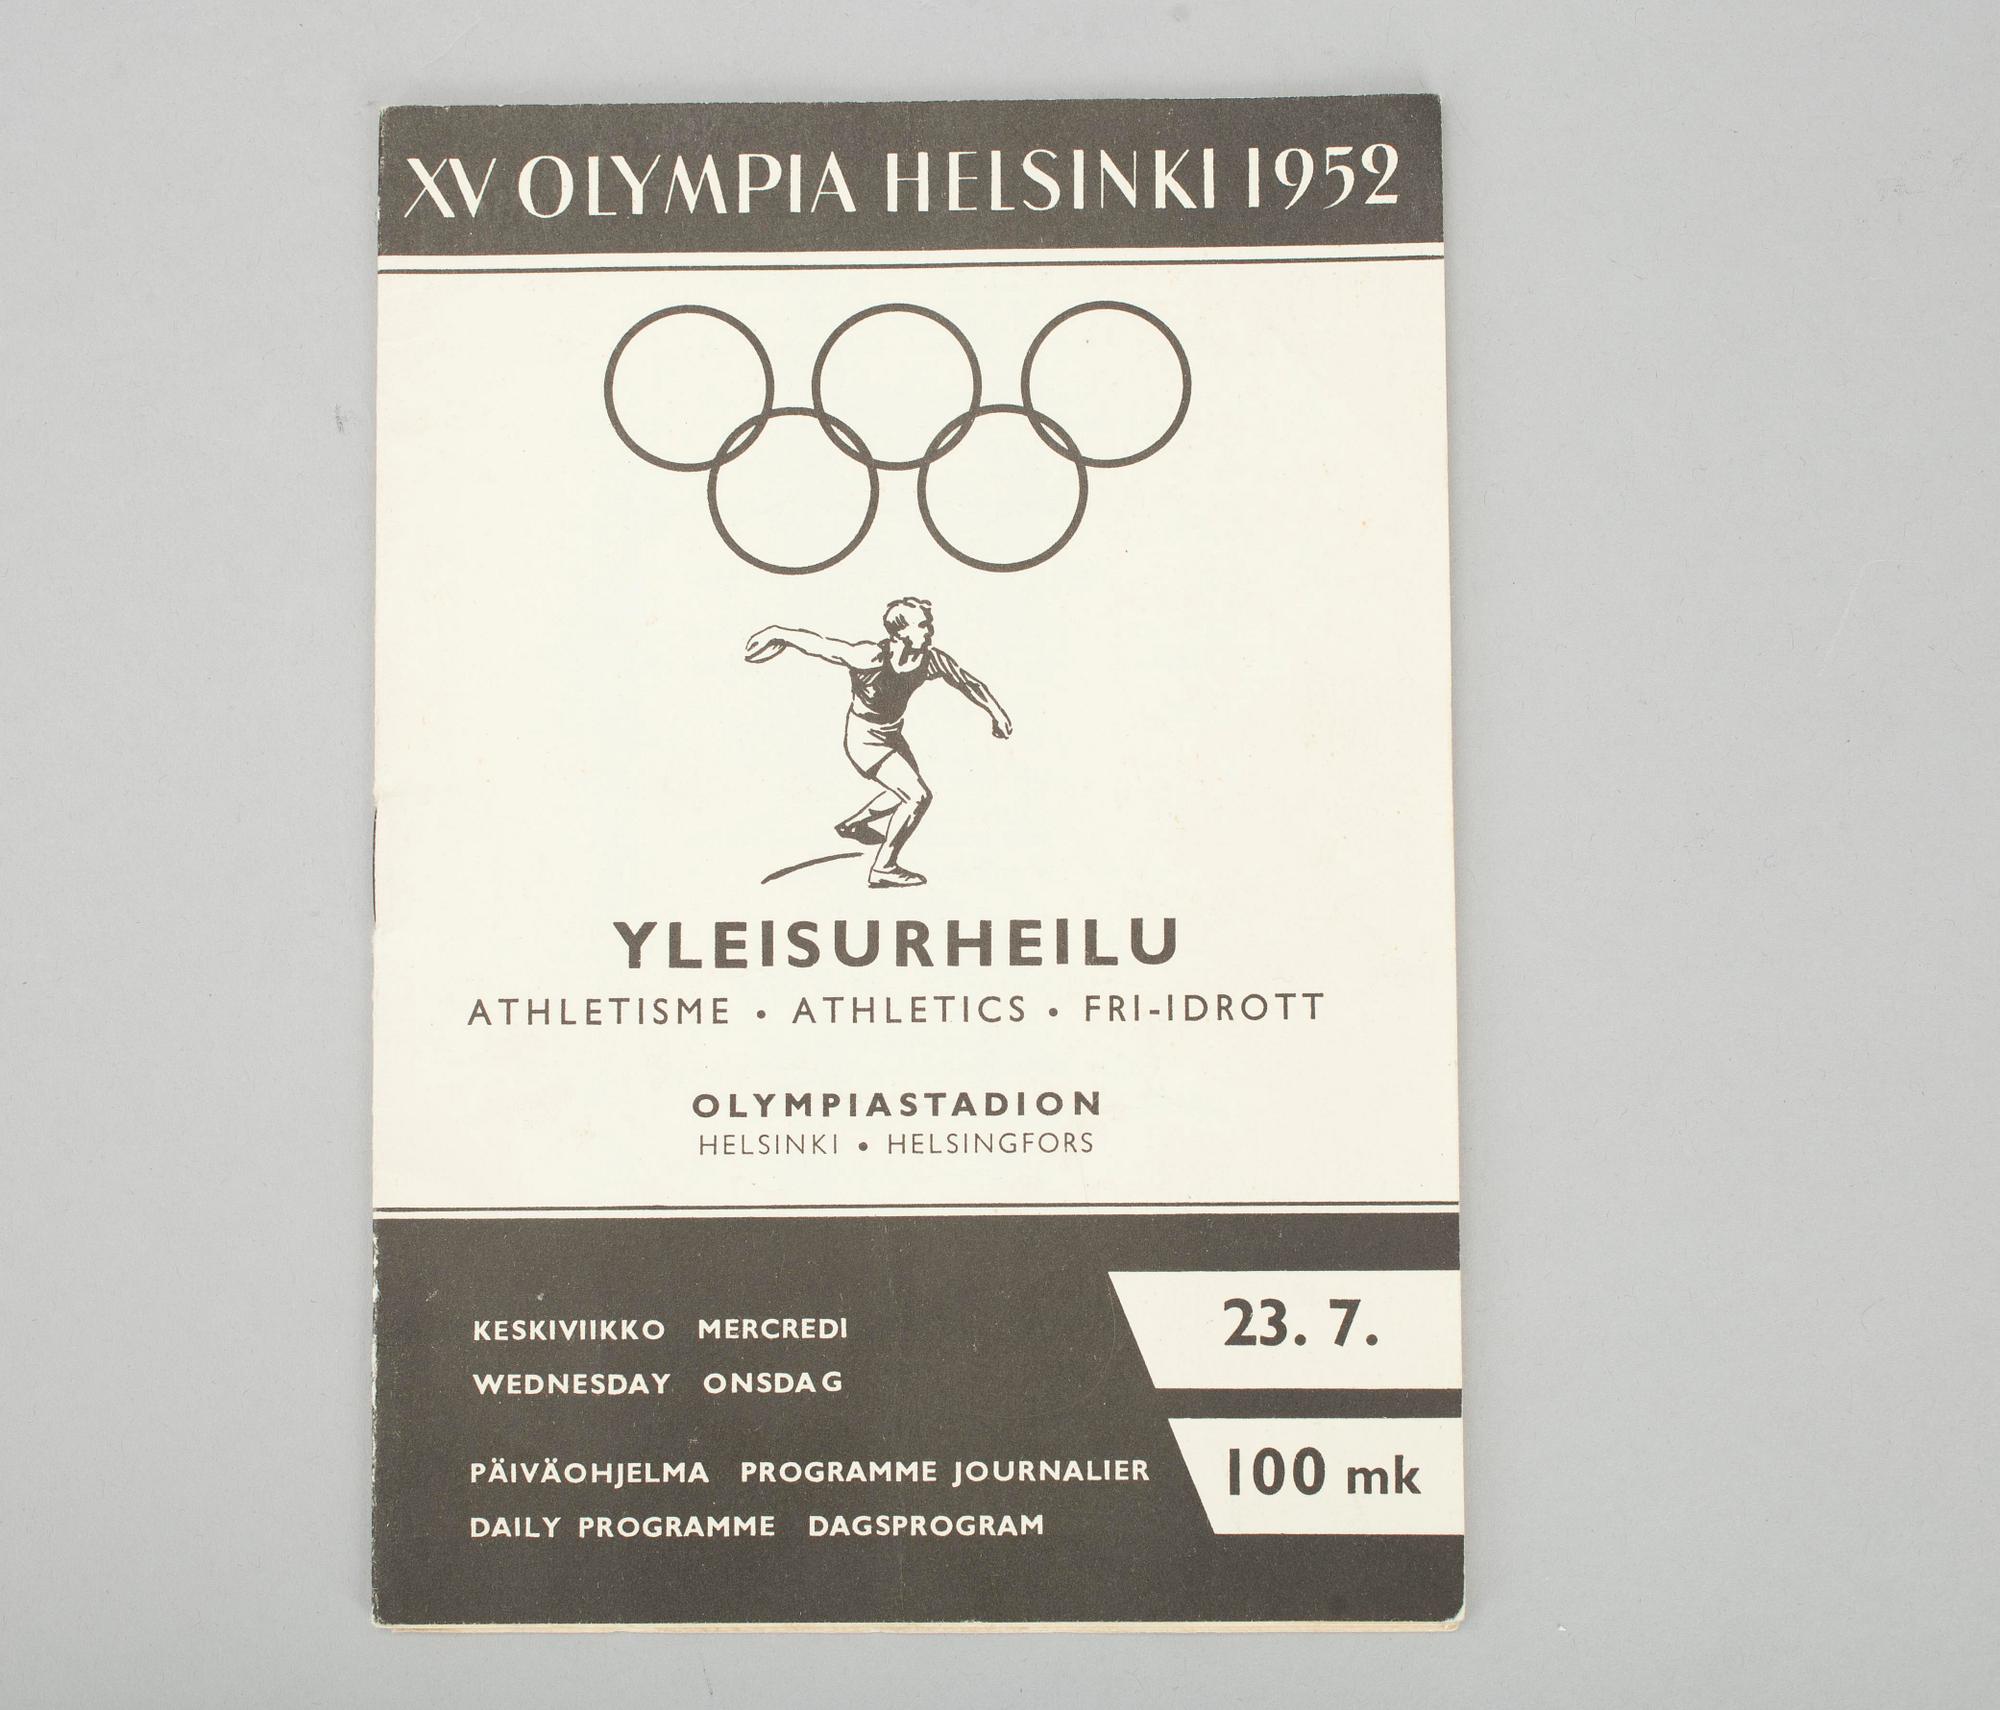 XV OLYMPIA HELSINKI 1952
YLEISURHEILU
ATHLETISME • ATHLETICS • FRI-IDROTT
OLYMPIASTADION
HELSINKI • HELSINGFORS
KESKIVIIKKO MERCREDI
WEDNESDAY ONSDAG
23. 7.
PÄIVÄOHJELMA PROGRAMME JOURNALIER
DAILY PROGRAMME DAGSPROGRAM
100 mk